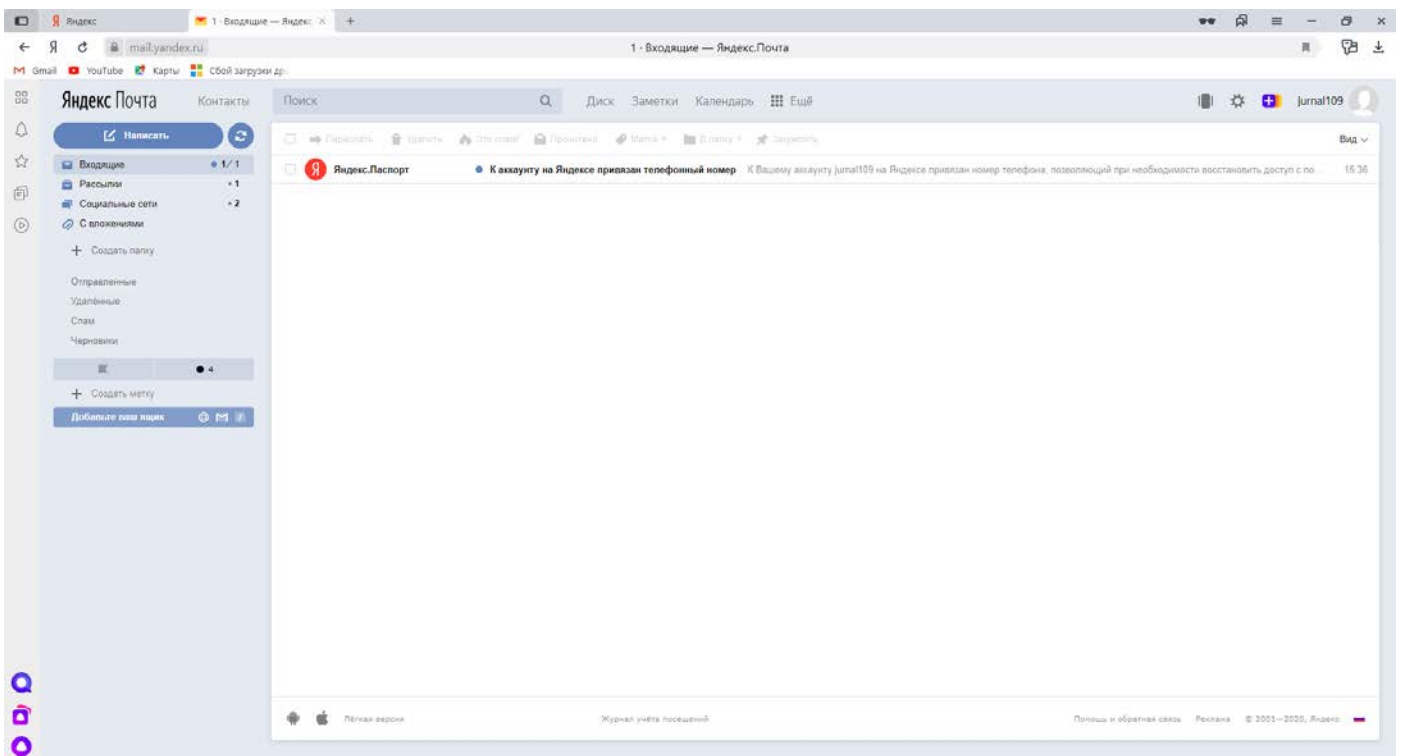 Я Яндекс
1 · Входящие — Яндекс
mail.yandex.ru
1 · Входящие — Яндекс.Почта
Gmail YouTube Карты Сбой загрузки др
Яндекс Почта Контакты
Поиск
Диск Заметки Календарь Ещё
jurnal109
Написать
Переслать Удалить Это спам! Прочитано Метка В папку Закрепить
Вид
Входящие 1/1
Я Яндекс.Паспорт К аккаунту на Яндексе привязан телефонный номер К Вашему аккаунту jurnal109 на Яндексе привязан номер телефона, позволяющий при необходимости восстановить доступ с по 15:36
Рассылки 1
Социальные сети 2
С вложениями
Создать папку
Отправленные
Удалённые
Спам
Черновики
4
Создать метку
Добавьте ваш ящик
Лёгкая версия Журнал учёта посещений Помощь и обратная связь Реклама © 2001—2020, Яндекс